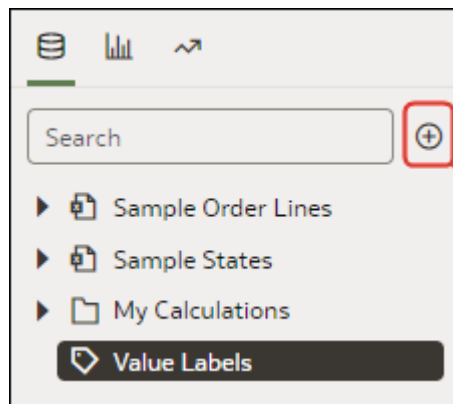 Search
Sample Order Lines
Sample States
My Calculations
Value Labels